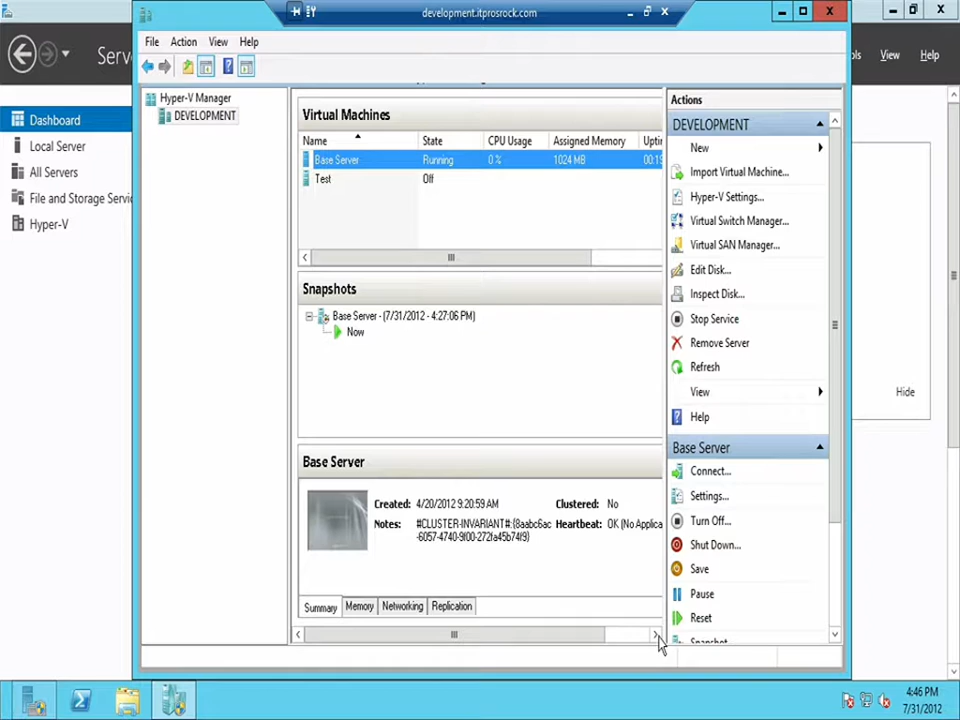 development.itprosrock.com
Serv
ols
View
Help
File
Action
View
Help
Dashboard
Local Server
All Servers
File and Storage Servic
Hyper-V
Hyper-V Manager
DEVELOPMENT
Virtual Machines
Name
State
CPU Usage
Assigned Memory
Uptin
Base Server
Running
0 %
1024 MB
00:19
Test
Off
Snapshots
Base Server - (7/31/2012 - 4:27:06 PM)
Now
Base Server
Created: 4/20/2012 9:20:59 AM
Clustered: No
Notes: #CLUSTER-INVARIANT#:{8aabc6ac
-6057-4740-9f00-272fa45b74f9}
Heartbeat: OK (No Applica
Summary
Memory
Networking
Replication
Actions
DEVELOPMENT
New
Import Virtual Machine...
Hyper-V Settings...
Virtual Switch Manager...
Virtual SAN Manager...
Edit Disk...
Inspect Disk...
Stop Service
Remove Server
Refresh
View
Help
Base Server
Connect...
Settings...
Turn Off...
Shut Down...
Save
Pause
Reset
Snapshot
Hide
4:46 PM
7/31/2012